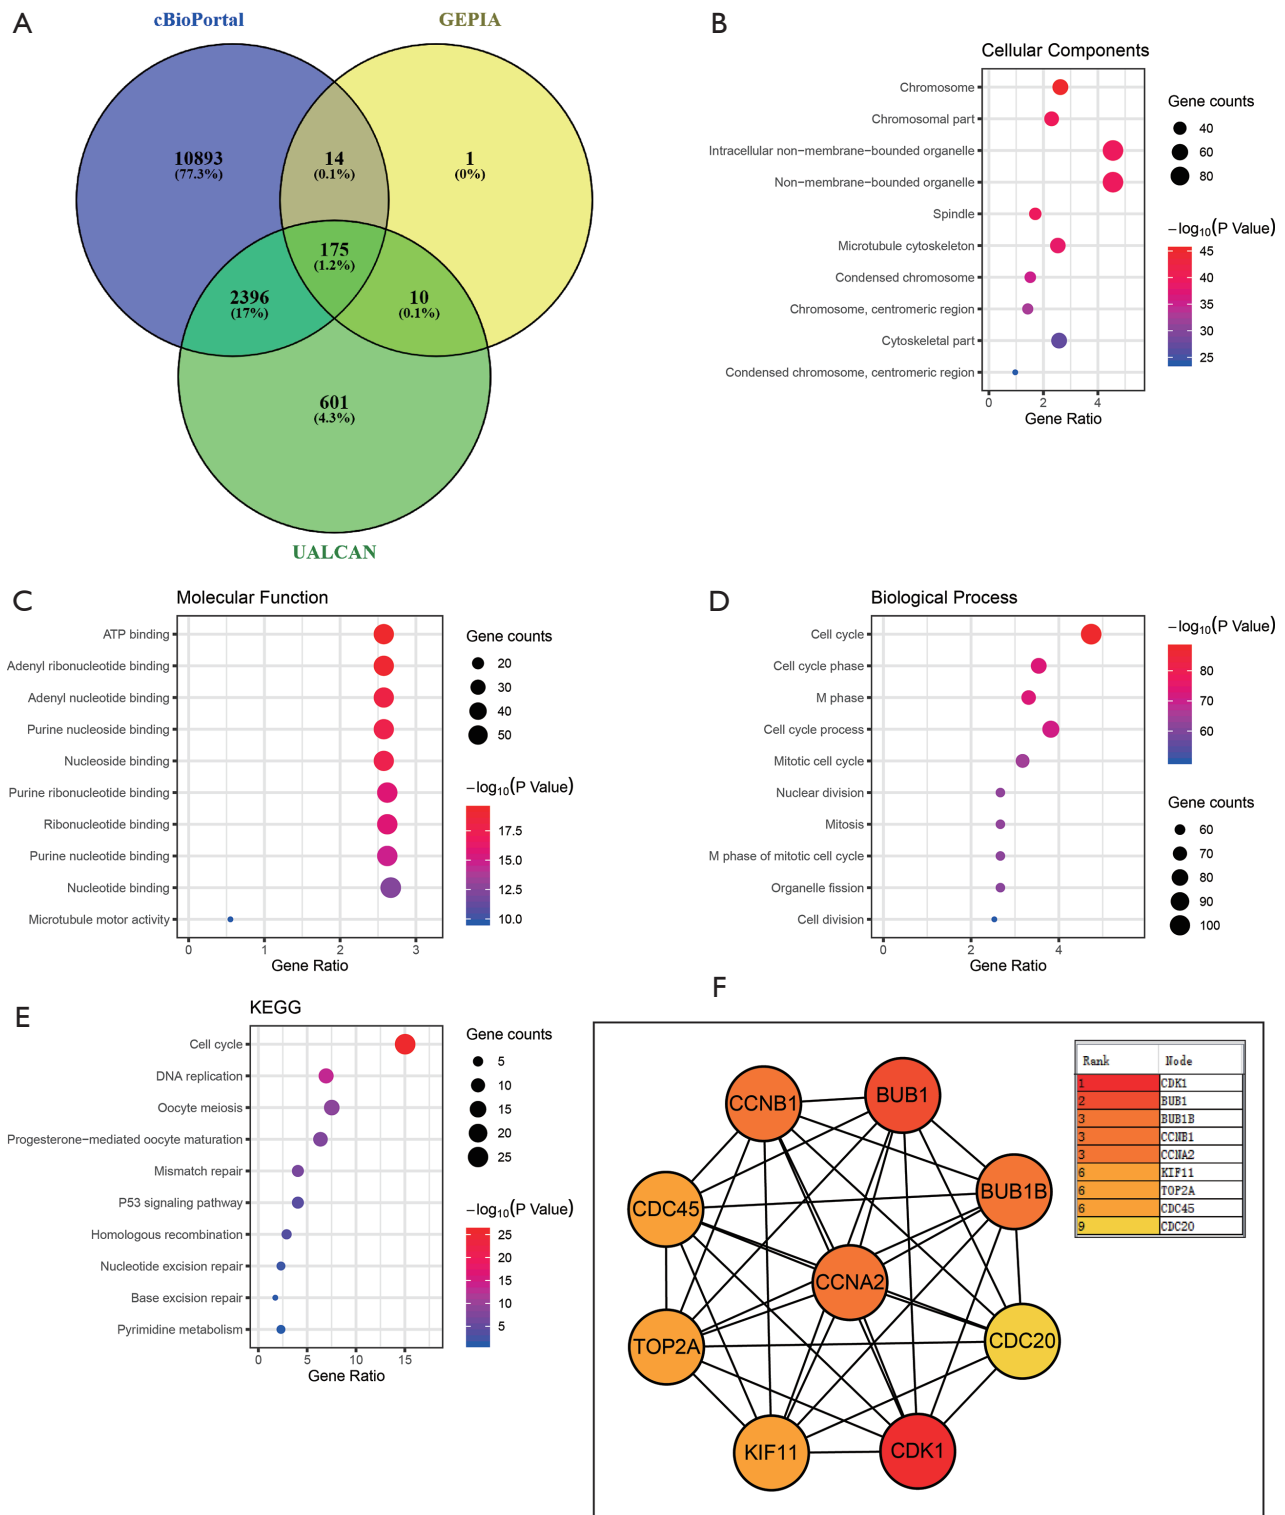 A
cBioPortal
GEPIA
10893
(77.3%)
14
(0.1%)
1
(0%)
175
(1.2%)
2396
(17%)
10
(0.1%)
601
(4.3%)
UALCAN
B
Cellular Components
Chromosome
Chromosomal part
Intracellular non−membrane−bounded organelle
Non−membrane−bounded organelle
Spindle
Microtubule cytoskeleton
Condensed chromosome
Chromosome, centromeric region
Cytoskeletal part
Condensed chromosome, centromeric region
0 2 4
Gene Ratio
Gene counts
40
60
80
−log10(P Value)
45
40
35
30
25
C
Molecular Function
ATP binding
Adenyl ribonucleotide binding
Adenyl nucleotide binding
Purine nucleoside binding
Nucleoside binding
Purine ribonucleotide binding
Ribonucleotide binding
Purine nucleotide binding
Nucleotide binding
Microtubule motor activity
0 1 2 3
Gene Ratio
Gene counts
20
30
40
50
−log10(P Value)
17.5
15.0
12.5
10.0
D
Biological Process
Cell cycle
Cell cycle phase
M phase
Cell cycle process
Mitotic cell cycle
Nuclear division
Mitosis
M phase of mitotic cell cycle
Organelle fission
Cell division
0 2 4
Gene Ratio
−log10(P Value)
80
70
60
Gene counts
60
70
80
90
100
E
KEGG
Cell cycle
DNA replication
Oocyte meiosis
Progesterone−mediated oocyte maturation
Mismatch repair
P53 signaling pathway
Homologous recombination
Nucleotide excision repair
Base excision repair
Pyrimidine metabolism
0 5 10 15
Gene Ratio
Gene counts
5
10
15
20
25
−log10(P Value)
25
20
15
10
5
F
CCNB1
BUB1
BUB1B
CDC45
CCNA2
CDC20
TOP2A
KIF11
CDK1
Rank Node
1 CDK1
2 BUB1
3 BUB1B
3 CCNB1
3 CCNA2
6 KIF11
6 TOP2A
6 CDC45
9 CDC20